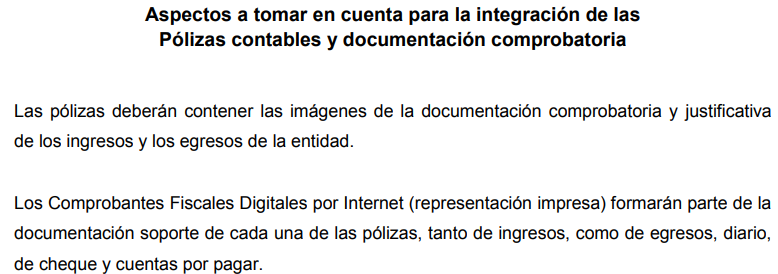 Aspectos a tomar en cuenta para la integración de las
Pólizas contables y documentación comprobatoria
Las pólizas deberán contener las imágenes de la documentación comprobatoria y justificativa
de los ingresos y los egresos de la entidad.
Los Comprobantes Fiscales Digitales por Internet (representación impresa) formarán parte de la
documentación soporte de cada una de las pólizas, tanto de ingresos, como de egresos, diario,
de cheque y cuentas por pagar.